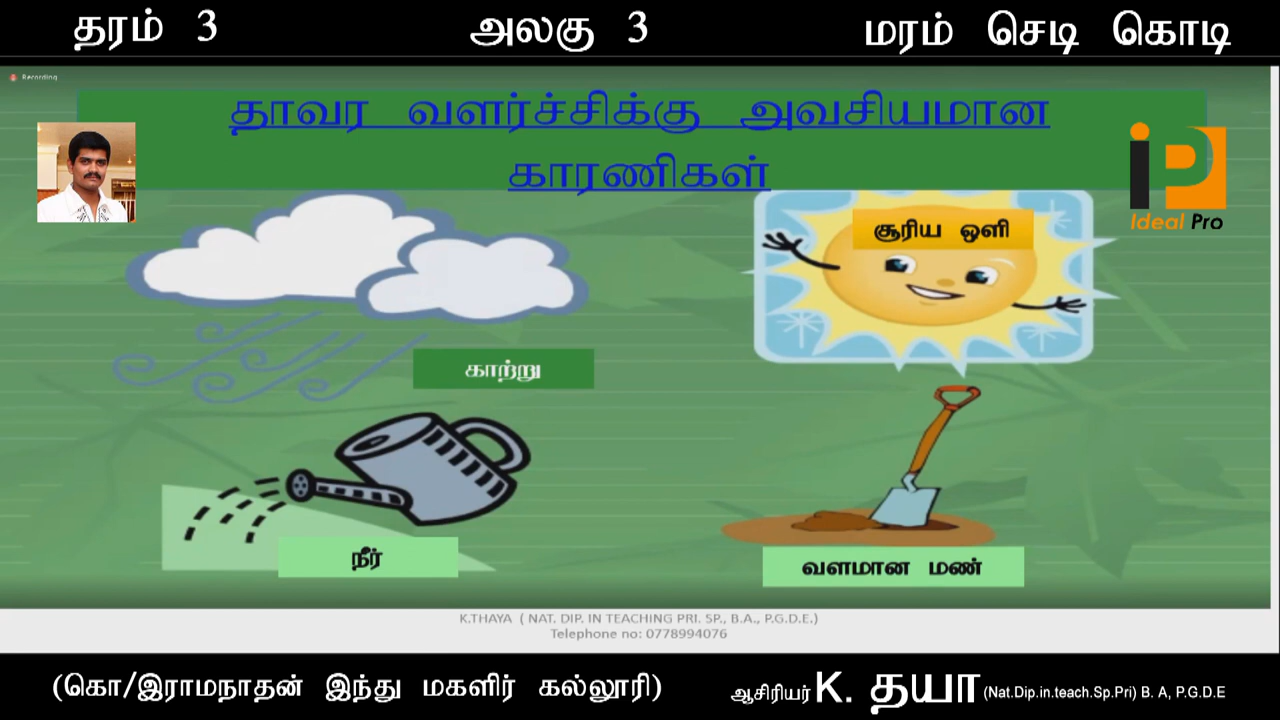 தரம் 3 அலகு 3 மரம் செடி கொடி
Recording
தாவர வளர்ச்சிக்கு அவசியமான
காரணிகள்
iP
Ideal Pro
சூரிய ஒளி
காற்று
நீர்
வளமான மண்
K.THAYA ( NAT. DIP. IN TEACHING PRI. SP., B.A., P.G.D.E.)
Telephone no: 0778994076
(கொ/இராமநாதன் இந்து மகளிர் கல்லூரி) ஆசிரியர் K. தயா (Nat.Dip.in.teach.Sp.Pri) B. A, P.G.D.E